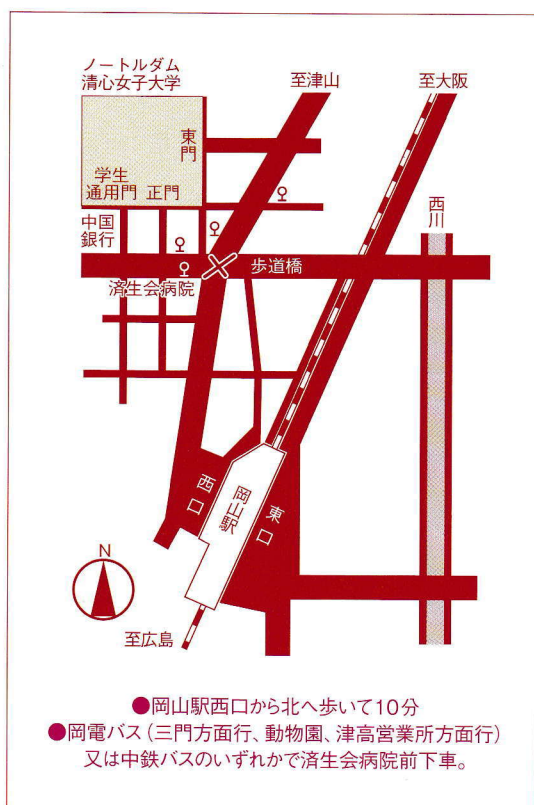 ノートルダム
清心女子大学
至津山
至大阪
東門
学生
通用門 正門
西川
中国
銀行
歩道橋
済生会病院
西口
岡山駅
東口
N
至広島
●岡山駅西口から北へ歩いて10分
●岡電バス(三門方面行、動物園、津高営業所方面行)
又は中鉄バスのいずれかで済生会病院前下車。